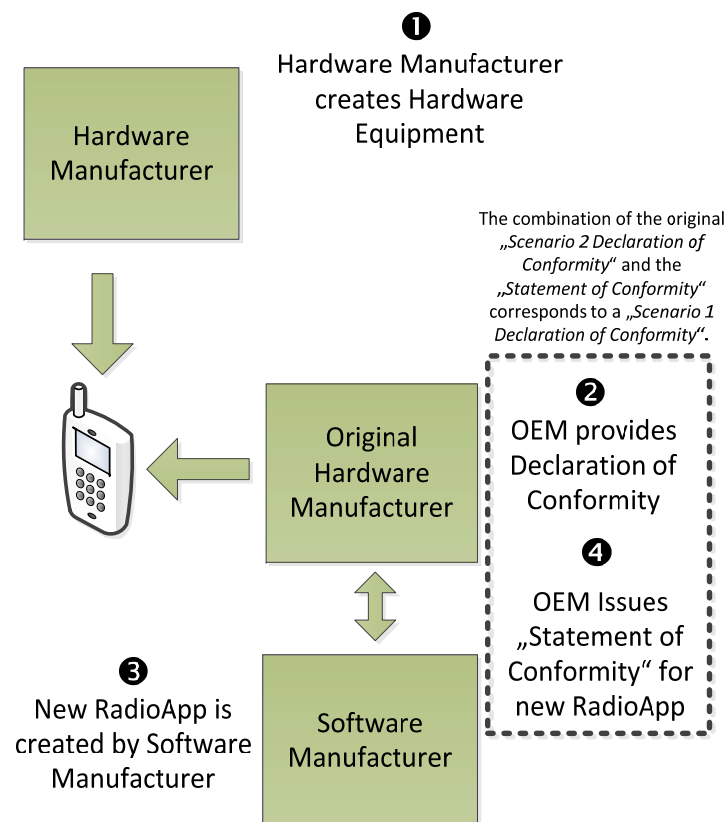 ❶
Hardware Manufacturer
creates Hardware
Equipment
Hardware
Manufacturer
The combination of the original
„Scenario 2 Declaration of
Conformity“ and the
„Statement of Conformity“
corresponds to a „Scenario 1
Declaration of Conformity“.
❷
OEM provides
Declaration of
Conformity
Original
Hardware
Manufacturer
❹
OEM Issues
„Statement of
Conformity“ for
new RadioApp
❸
New RadioApp is
created by Software
Manufacturer
Software
Manufacturer